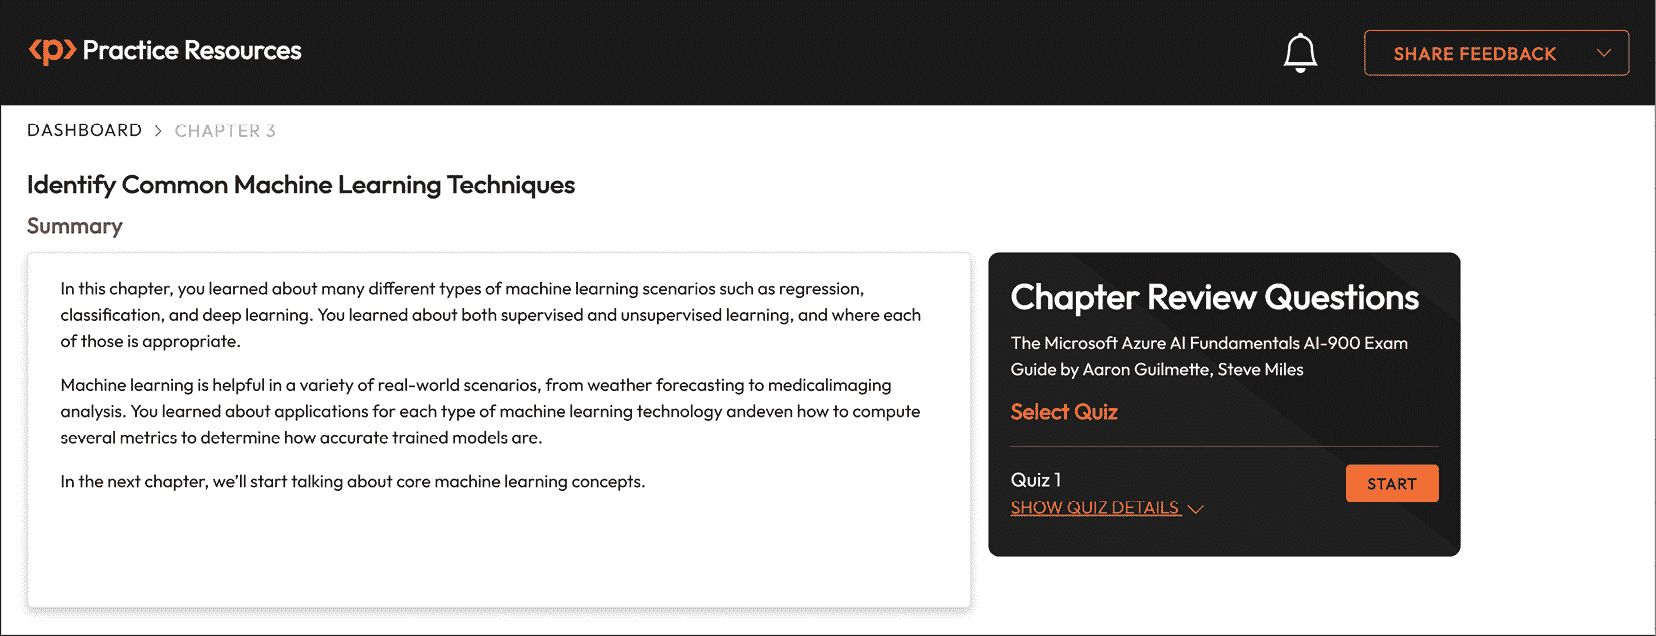 <p> Practice Resources
SHARE FEEDBACK
DASHBOARD > CHAPTER 3
Identify Common Machine Learning Techniques
Summary
In this chapter, you learned about many different types of machine learning scenarios such as regression,
classification, and deep learning. You learned about both supervised and unsupervised learning, and where each
of those is appropriate.
Machine learning is helpful in a variety of real-world scenarios, from weather forecasting to medicalimaging
analysis. You learned about applications for each type of machine learning technology andeven how to compute
several metrics to determine how accurate trained models are.
In the next chapter, we'll start talking about core machine learning concepts.
Chapter Review Questions
The Microsoft Azure AI Fundamentals AI-900 Exam
Guide by Aaron Guilmette, Steve Miles
Select Quiz
Quiz 1
SHOW QUIZ DETAILS
START